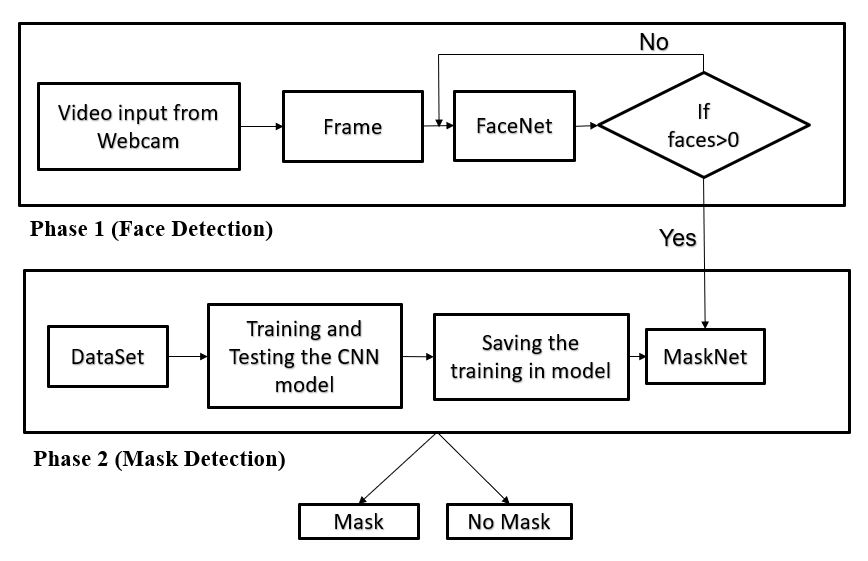 No
Video input from
Webcam
Frame
FaceNet
If
faces>0
Phase 1 (Face Detection)
Yes
DataSet
Training and
Testing the CNN
model
Saving the
training in model
MaskNet
Phase 2 (Mask Detection)
Mask
No Mask